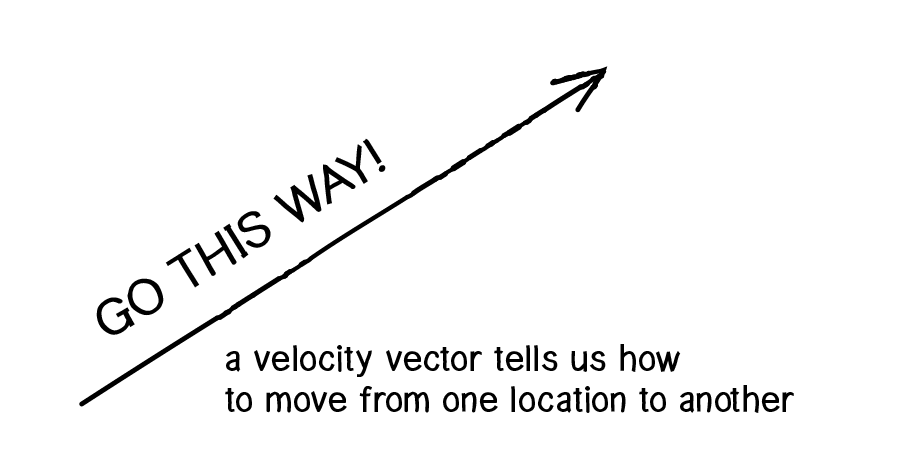 GO THIS WAY!
a velocity vector tells us how
to move from one location to another